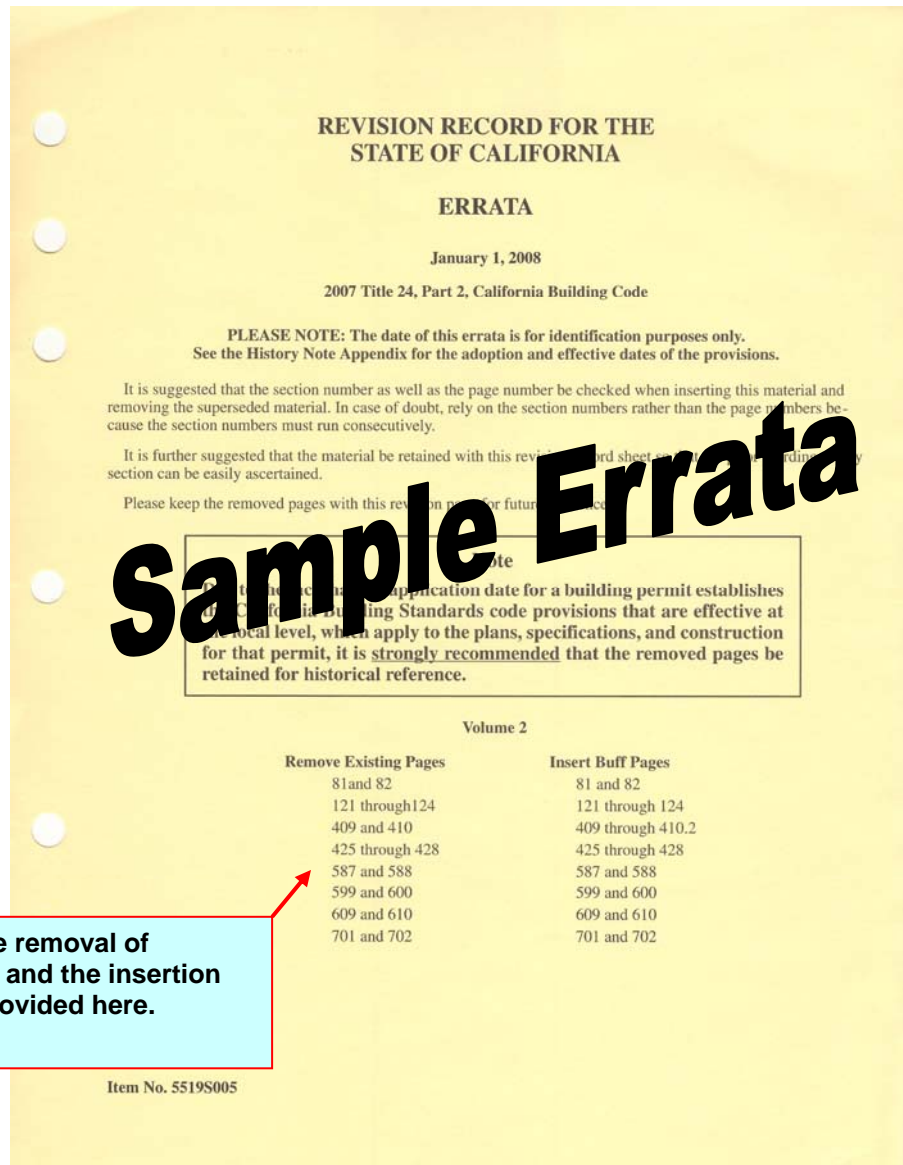 REVISION RECORD FOR THE
STATE OF CALIFORNIA
ERRATA
January 1, 2008
2007 Title 24, Part 2, California Building Code
PLEASE NOTE: The date of this errata is for identification purposes only.
See the History Note Appendix for the adoption and effective dates of the provisions.
It is suggested that the section number as well as the page number be checked when inserting this material and
removing the superseded material. In case of doubt, rely on the section numbers rather than the page numbers be-
cause the section numbers must run consecutively.
It is further suggested that the material be retained with this
section can be easily ascertained.
Please keep the removed pages with this
Sample Errata
application date for a building permit establishes
Building Standards code provisions that are effective at
local level, which apply to the plans, specifications, and construction
for that permit, it is strongly recommended that the removed pages be
retained for historical reference.
Volume 2
Remove Existing Pages Insert Buff Pages
81and 82 81 and 82
121 through124 121 through 124
409 and 410 409 through 410.2
425 through 428 425 through 428
587 and 588 587 and 588
599 and 600 599 and 600
609 and 610 609 and 610
701 and 702 701 and 702
removal of
and the insertion
here.
Item No. 5519S005